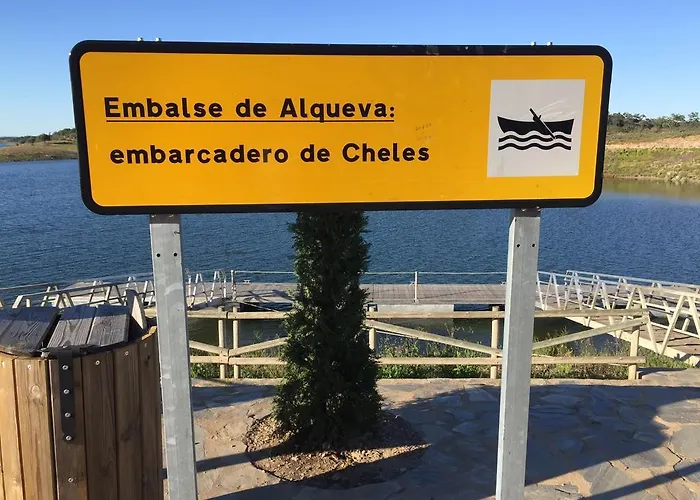 Embalse de Alqueva:
embarcadero de Cheles